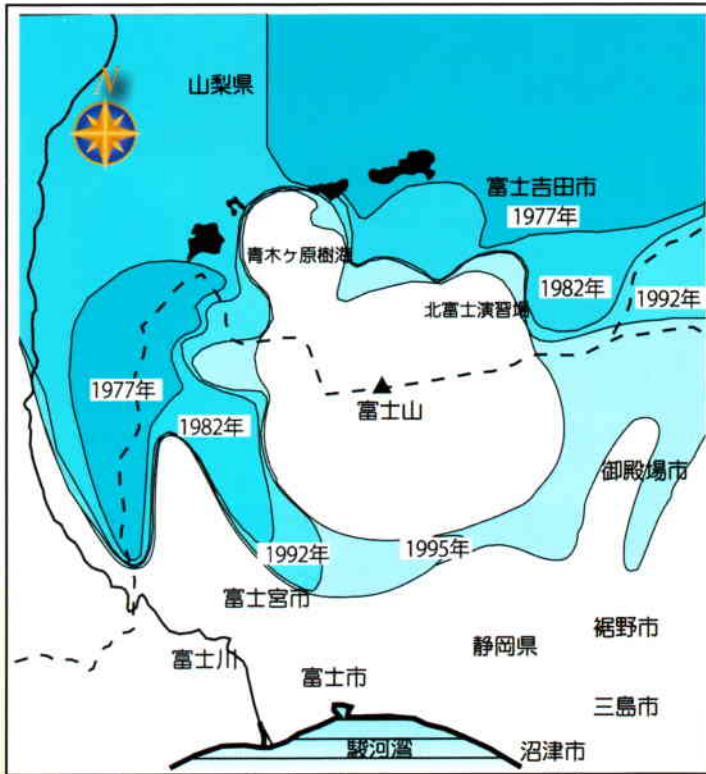 N
山梨県
富士吉田市
1977年
青木ケ原樹海
1982年
1992年
北富士演習場
1977年
富士山
1982年
御殿場市
1992年
1995年
富士宮市
裾野市
静岡県
富士川
富士市
三島市
駿河湾
沼津市